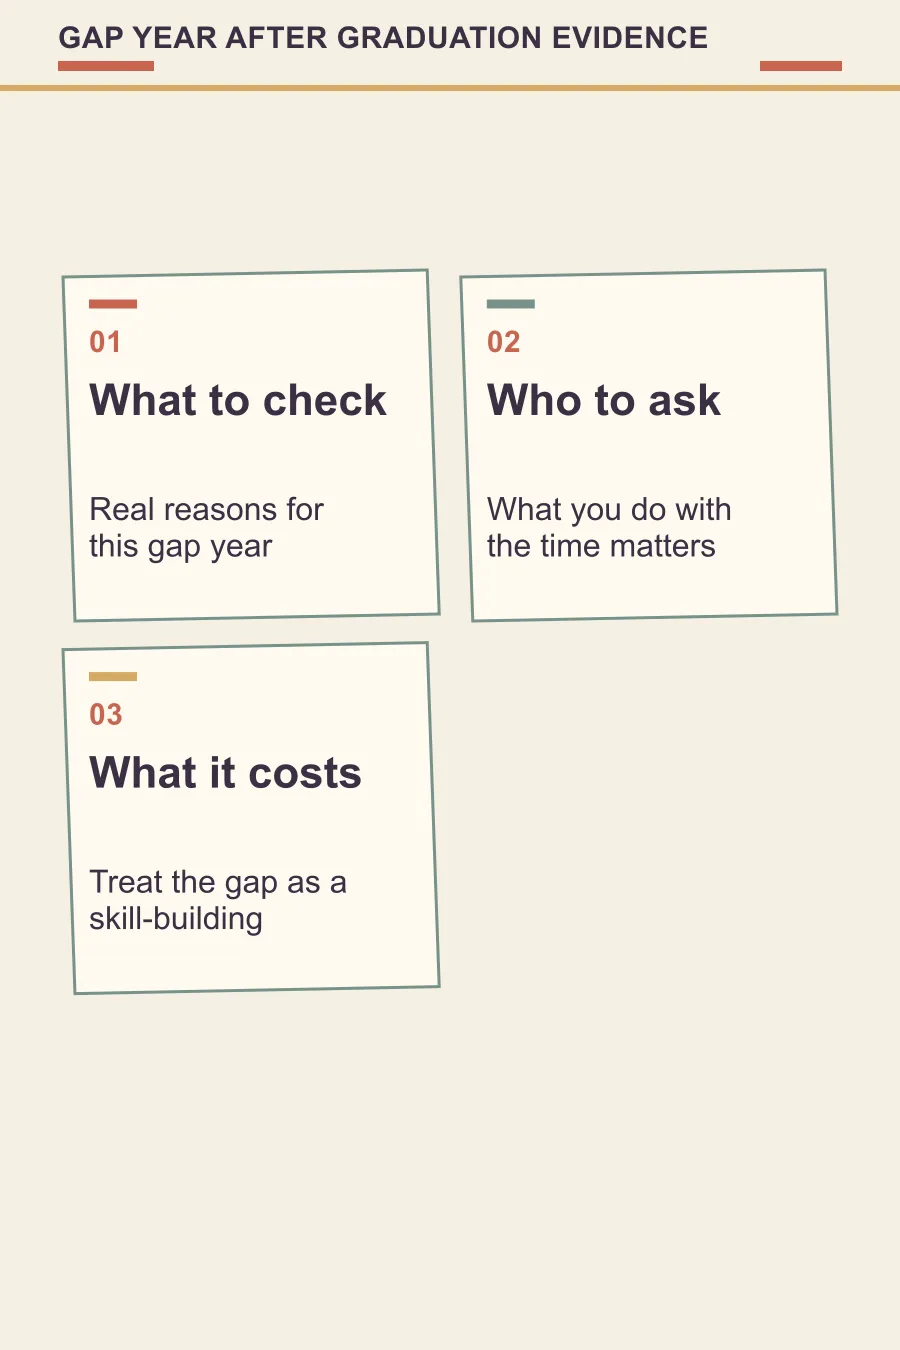 GAP YEAR AFTER GRADUATION EVIDENCE
01
What to check
Real reasons for
this gap year
02
Who to ask
What you do with
the time matters
03
What it costs
Treat the gap as a
skill-building